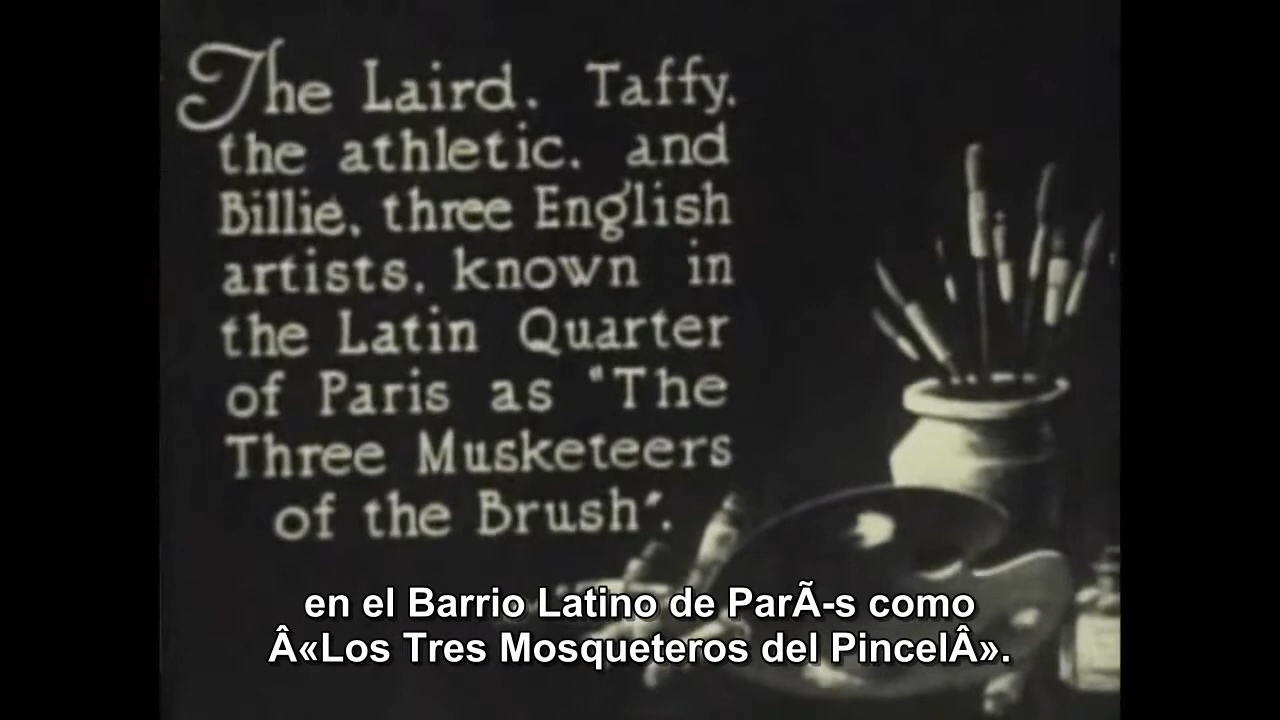 The Laird. Taffy.
the athletic. and
Billie, three English
artists. known in
the Latin Quarter
of Paris as "The
Three Musketeers
of the Brush".
en el Barrio Latino de ParÃ-s como
Â«Los Tres Mosqueteros del PincelÂ».